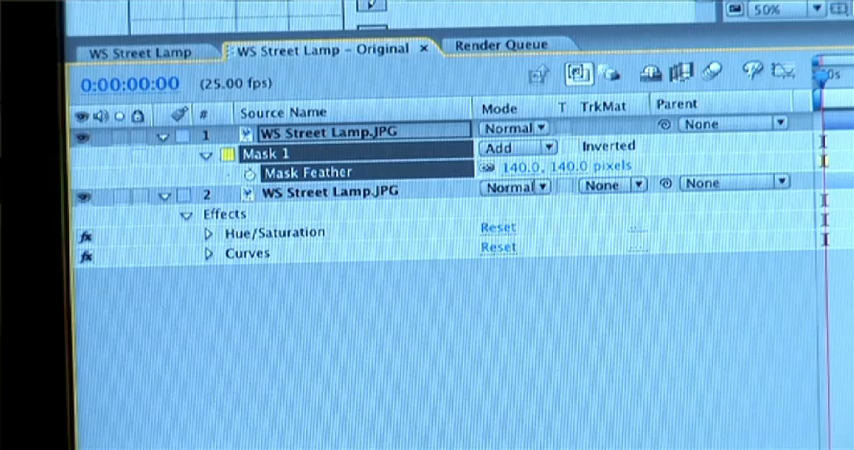 50%
WS Street Lamp WS Street Lamp – Original × Render Queue
0:00:00:00 (25.00 fps)
# Source Name Mode T TrkMat Parent
1 WS Street Lamp.JPG Normal None
Mask 1 Add Inverted
Mask Feather 140.0, 140.0 pixels
2 WS Street Lamp.JPG Normal None None
Effects
fx Hue/Saturation Reset
fx Curves Reset